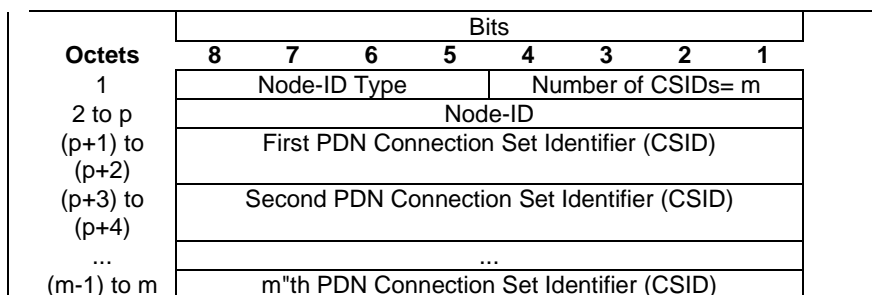 Bits
Octets 8 7 6 5 4 3 2 1
1 Node-ID Type Number of CSIDs= m
2 to p Node-ID
(p+1) to First PDN Connection Set Identifier (CSID)
(p+2)
(p+3) to Second PDN Connection Set Identifier (CSID)
(p+4)
... ...
(m-1) to m m"th PDN Connection Set Identifier (CSID)